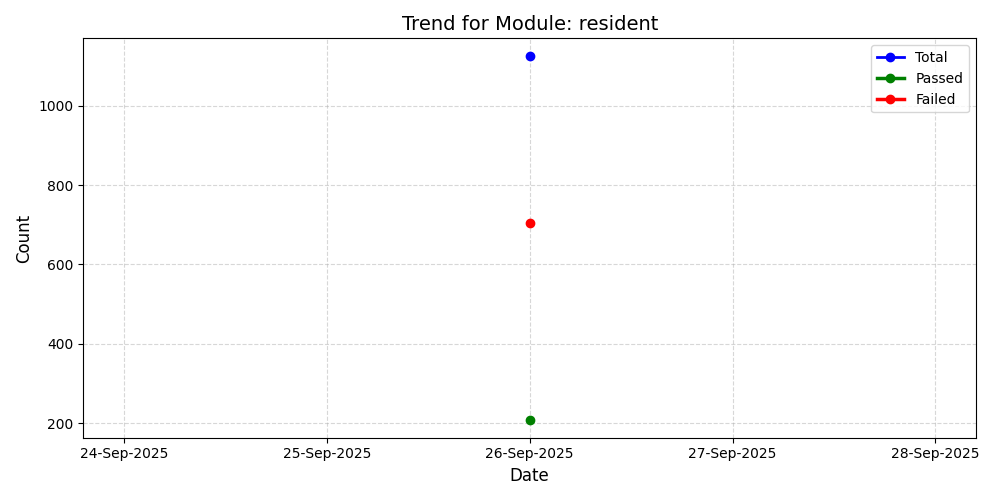 Trend for Module: resident
Total
Passed
Failed
Count
1000
800
600
400
200
24-Sep-2025 25-Sep-2025 26-Sep-2025 27-Sep-2025 28-Sep-2025
Date